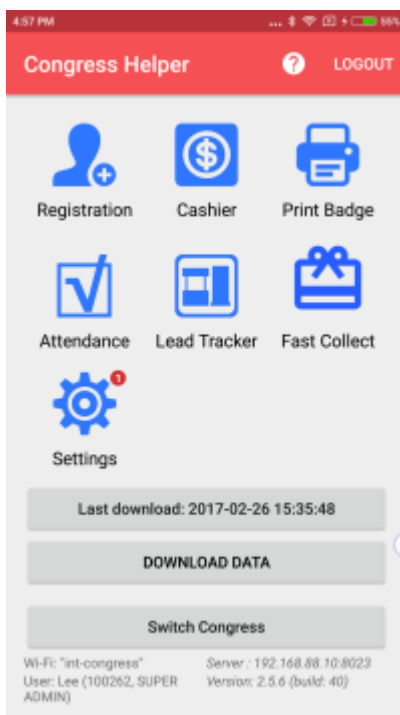 4:57 PM ... 55%
Congress Helper ? LOGOUT
Registration Cashier Print Badge
Attendance Lead Tracker Fast Collect
1
Settings
Last download: 2017-02-26 15:35:48
DOWNLOAD DATA
Switch Congress
Wi-Fi: "int-congress" Server : 192.168.88.10:8023
User: Lee (100262, SUPER Version: 2.5.6 (build: 40)
ADMIN)